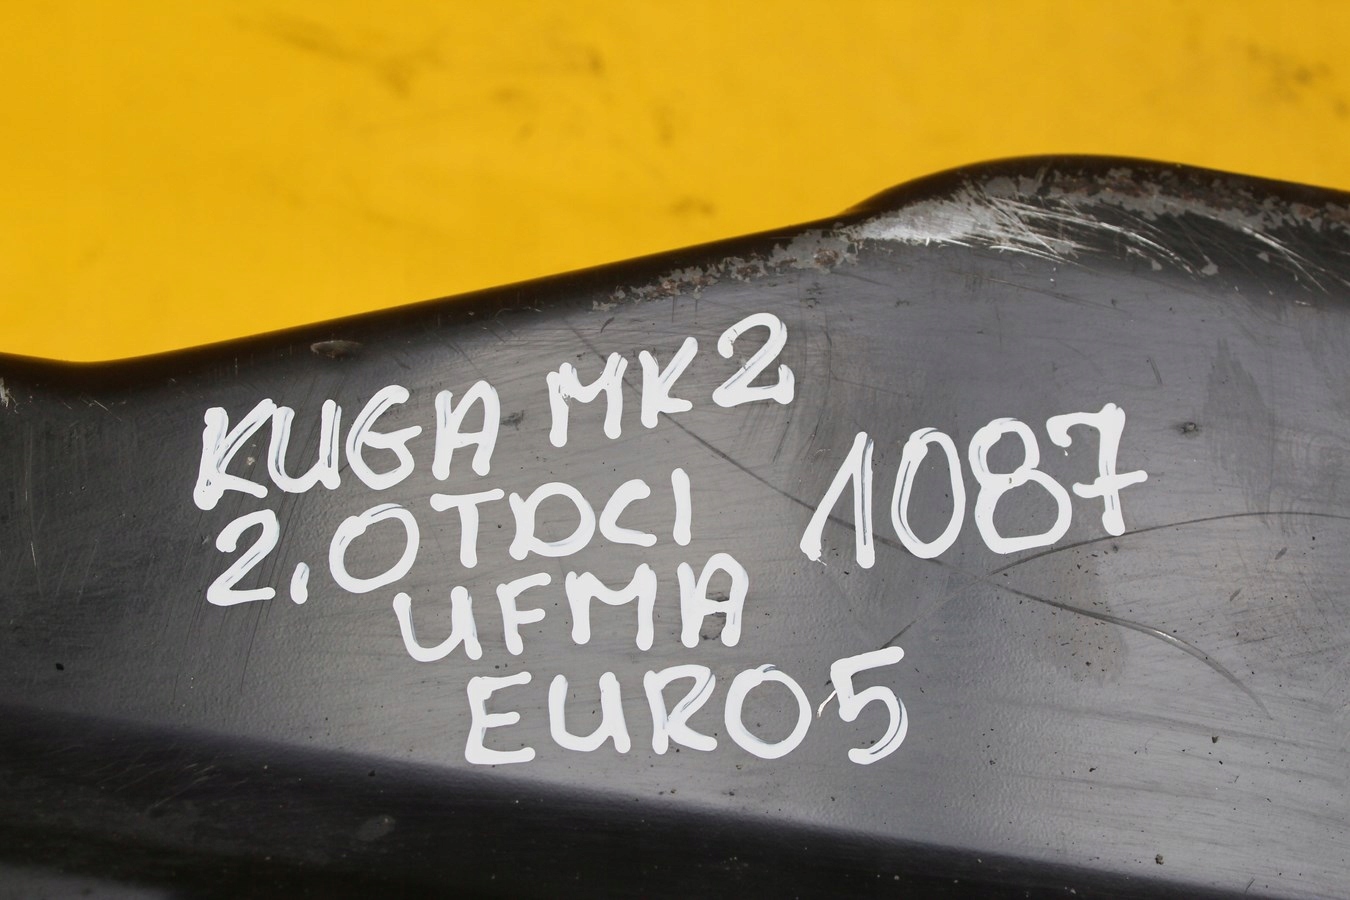 KUGA MK2
2.0TDCI 1087
UFMA
EURO5